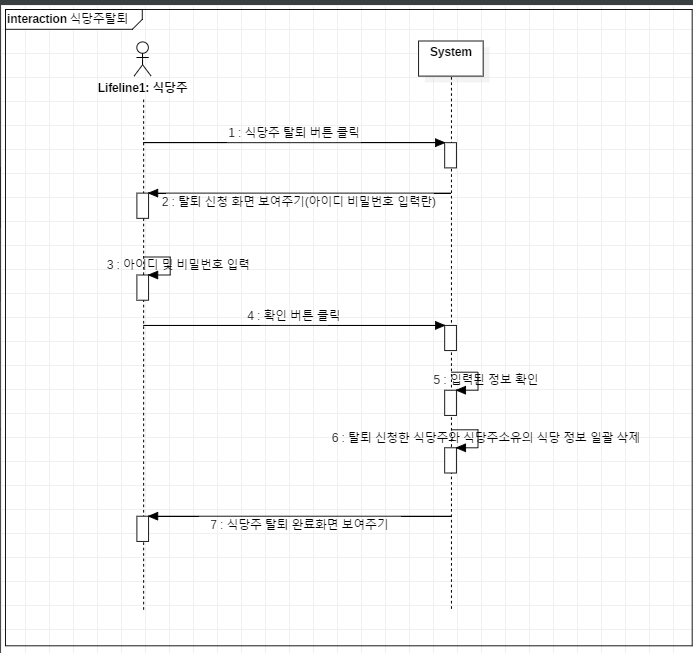 interaction 식당주탈퇴
System
Lifeline1: 식당주
1 : 식당주 탈퇴 버튼 클릭
2 : 탈퇴 신청 화면 보여주기(아이디 비밀번호 입력란)
3 : 아이디 및 비밀번호 입력
4 : 확인 버튼 클릭
5 : 입력된 정보 확인
6 : 탈퇴 신청한 식당주와 식당주소유의 식당 정보 일괄 삭제
7 : 식당주 탈퇴 완료화면 보여주기